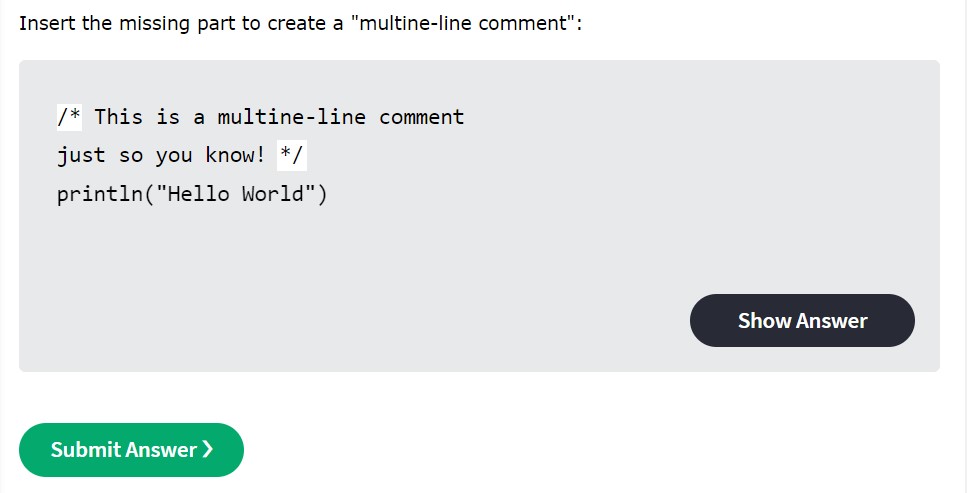 Insert the missing part to create a "multine-line comment":
/* This is a multine-line comment
just so you know! */
println("Hello World")
Show Answer
Submit Answer ❯